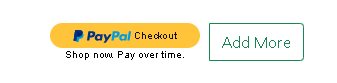 PayPal Checkout
Shop now. Pay over time.
Add More